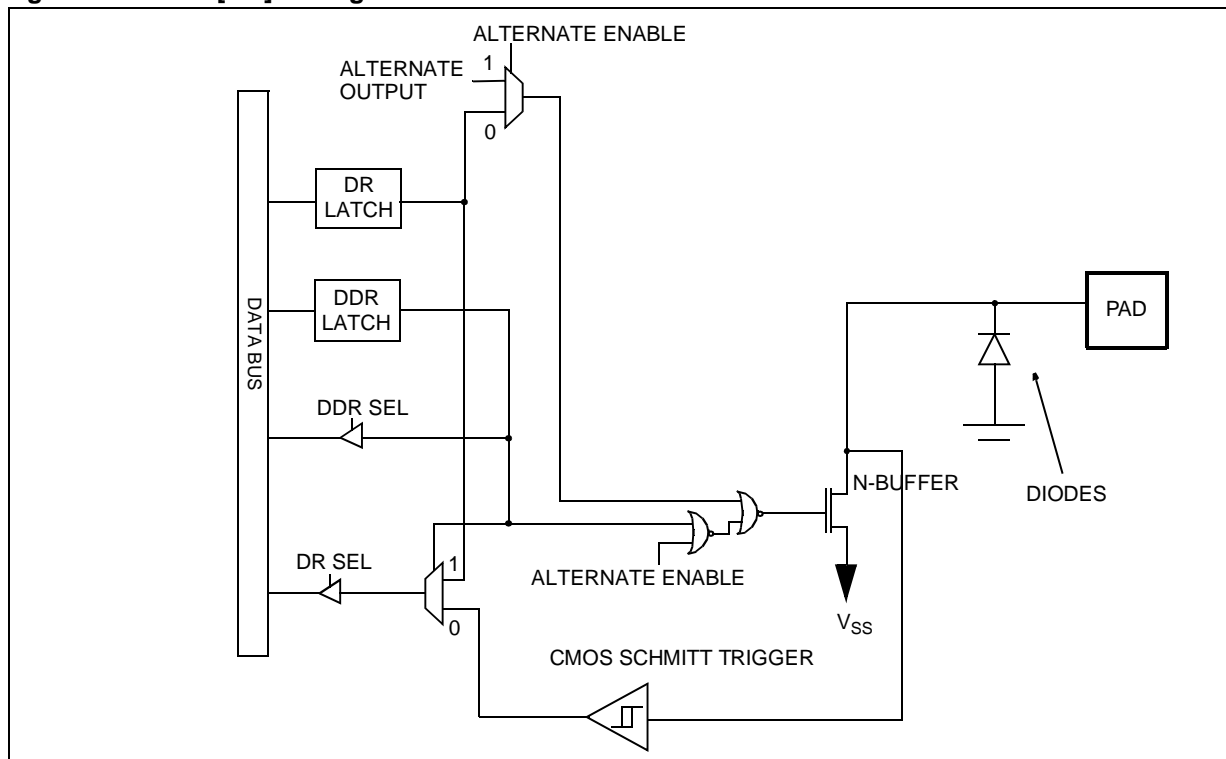 ALTERNATE ENABLE
ALTERNATE
OUTPUT
1
0
DR
LATCH
DDR
LATCH
DATA BUS
PAD
DDR SEL
N-BUFFER
DIODES
DR SEL
1
0
ALTERNATE ENABLE
VSS
CMOS SCHMITT TRIGGER